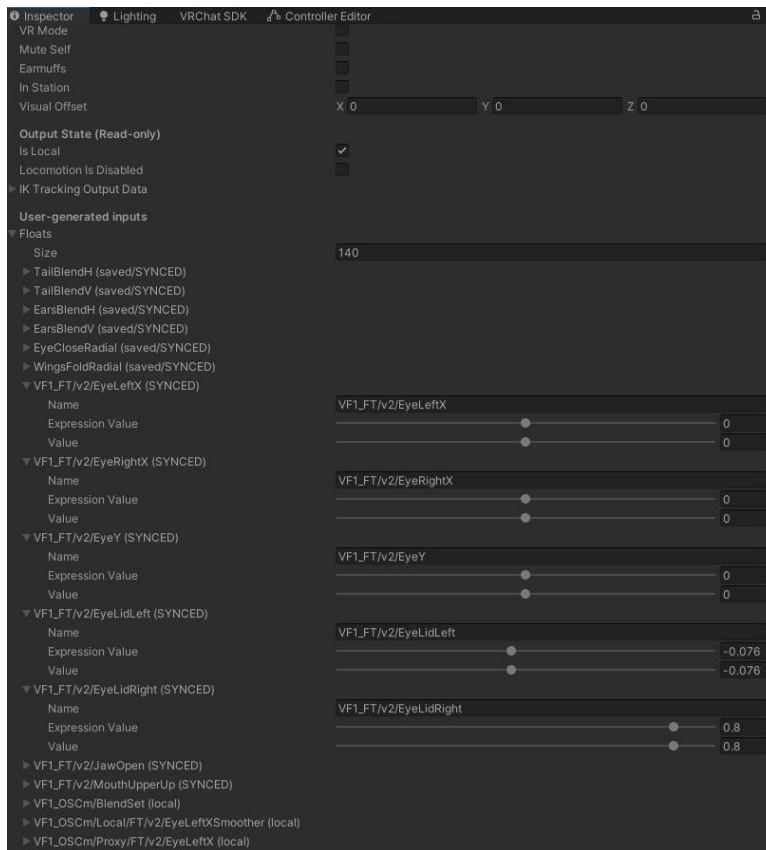 Inspector Lighting VRChat SDK Controller Editor
VR Mode
Mute Self
Earmuffs
In Station
Visual Offset X 0 Y 0 Z 0
Output State (Read-only)
Is Local
Locomotion Is Disabled
IK Tracking Output Data
User-generated inputs
Floats
Size 140
TailBlendH (saved/SYNCED)
TailBlendV (saved/SYNCED)
EarsBlendH (saved/SYNCED)
EarsBlendV (saved/SYNCED)
EyeCloseRadial (saved/SYNCED)
WingsFoldRadial (saved/SYNCED)
VF1_FT/v2/EyeLeftX (SYNCED)
Name VF1_FT/v2/EyeLeftX
Expression Value 0
Value 0
VF1_FT/v2/EyeRightX (SYNCED)
Name VF1_FT/v2/EyeRightX
Expression Value 0
Value 0
VF1_FT/v2/EyeY (SYNCED)
Name VF1_FT/v2/EyeY
Expression Value 0
Value 0
VF1_FT/v2/EyeLidLeft (SYNCED)
Name VF1_FT/v2/EyeLidLeft
Expression Value -0.076
Value -0.076
VF1_FT/v2/EyeLidRight (SYNCED)
Name VF1_FT/v2/EyeLidRight
Expression Value 0.8
Value 0.8
VF1_FT/v2/JawOpen (SYNCED)
VF1_FT/v2/MouthUpperUp (SYNCED)
VF1_OSCm/BlendSet (local)
VF1_OSCm/Local/FT/v2/EyeLeftXSmoother (local)
VF1_OSCm/Proxy/FT/v2/EyeLeftX (local)